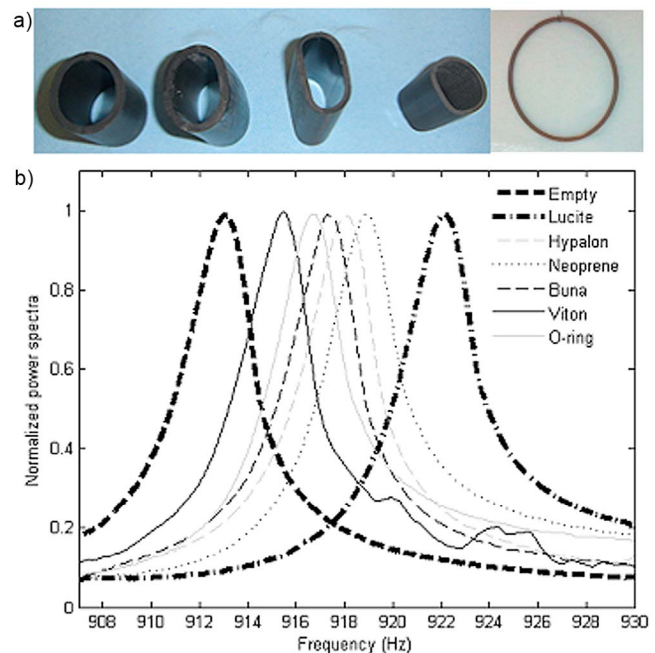 a)
b)
Normalized power spectra
1
0.8
0.6
0.4
0.2
0
908 910 912 914 916 918 920 922 924 926 928 930
Frequency (Hz)
Empty
Lucite
Hypalon
Neoprene
Buna
Viton
O-ring